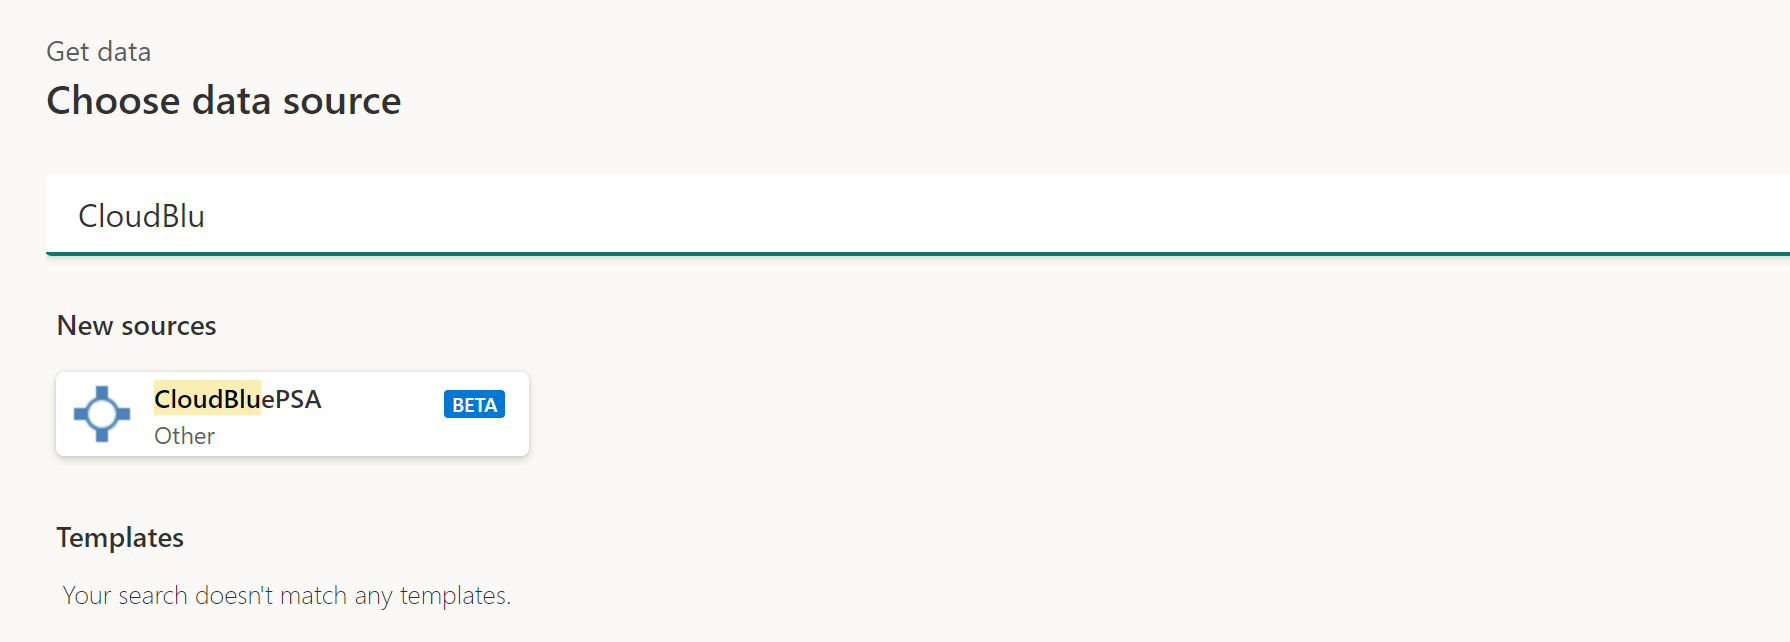 Get data
Choose data source
CloudBlu
New sources
CloudBluePSA
BETA
Other
Templates
Your search doesn't match any templates.